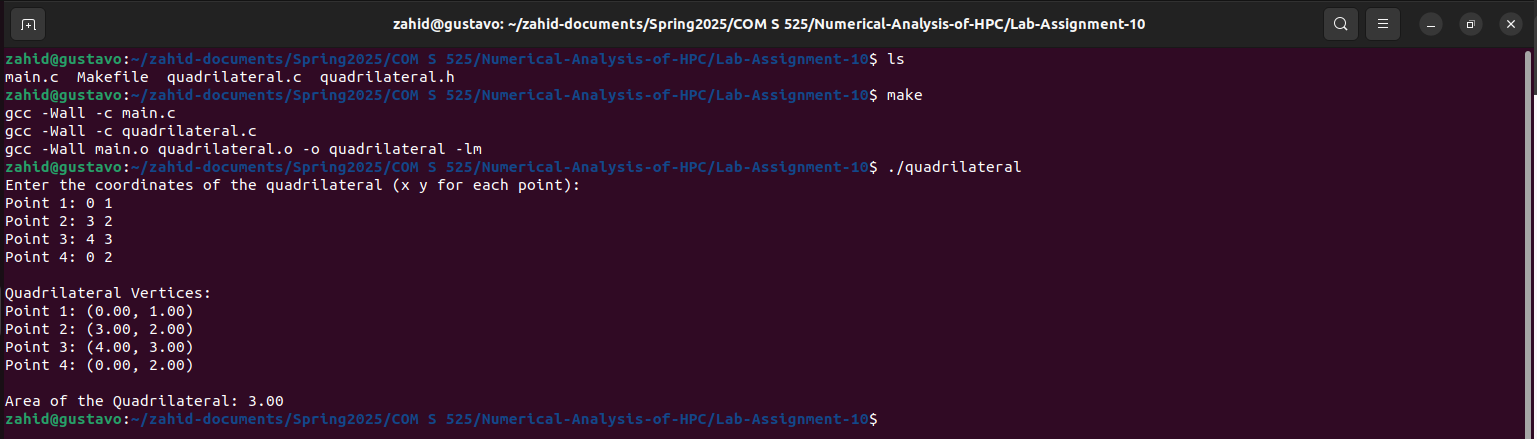 zahid@gustavo: ~/zahid-documents/Spring2025/COM S 525/Numerical-Analysis-of-HPC/Lab-Assignment-10
zahid@gustavo:~/zahid-documents/Spring2025/COM S 525/Numerical-Analysis-of-HPC/Lab-Assignment-10$ ls
main.c  Makefile  quadrilateral.c  quadrilateral.h
zahid@gustavo:~/zahid-documents/Spring2025/COM S 525/Numerical-Analysis-of-HPC/Lab-Assignment-10$ make
gcc -Wall -c main.c
gcc -Wall -c quadrilateral.c
gcc -Wall main.o quadrilateral.o -o quadrilateral -lm
zahid@gustavo:~/zahid-documents/Spring2025/COM S 525/Numerical-Analysis-of-HPC/Lab-Assignment-10$ ./quadrilateral
Enter the coordinates of the quadrilateral (x y for each point):
Point 1: 0 1
Point 2: 3 2
Point 3: 4 3
Point 4: 0 2
Quadrilateral Vertices:
Point 1: (0.00, 1.00)
Point 2: (3.00, 2.00)
Point 3: (4.00, 3.00)
Point 4: (0.00, 2.00)
Area of the Quadrilateral: 3.00
zahid@gustavo:~/zahid-documents/Spring2025/COM S 525/Numerical-Analysis-of-HPC/Lab-Assignment-10$